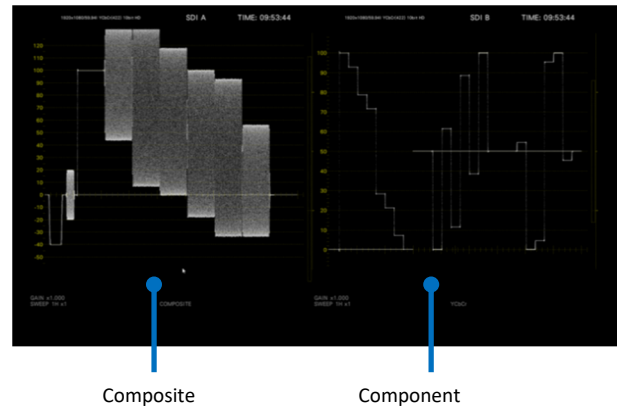 SDI A TIME: 09:53:44
SDI B TIME: 09:53:44
120
100
90
80
70
60
50
40
30
20
10
0
-10
-20
-30
-40
-50
100
90
80
70
60
50
40
30
20
10
0
GAIN x1.000
SWEEP 1H x1
COMPOSITE
GAIN x1.000
SWEEP 1H x1
YCbCr
Composite
Component